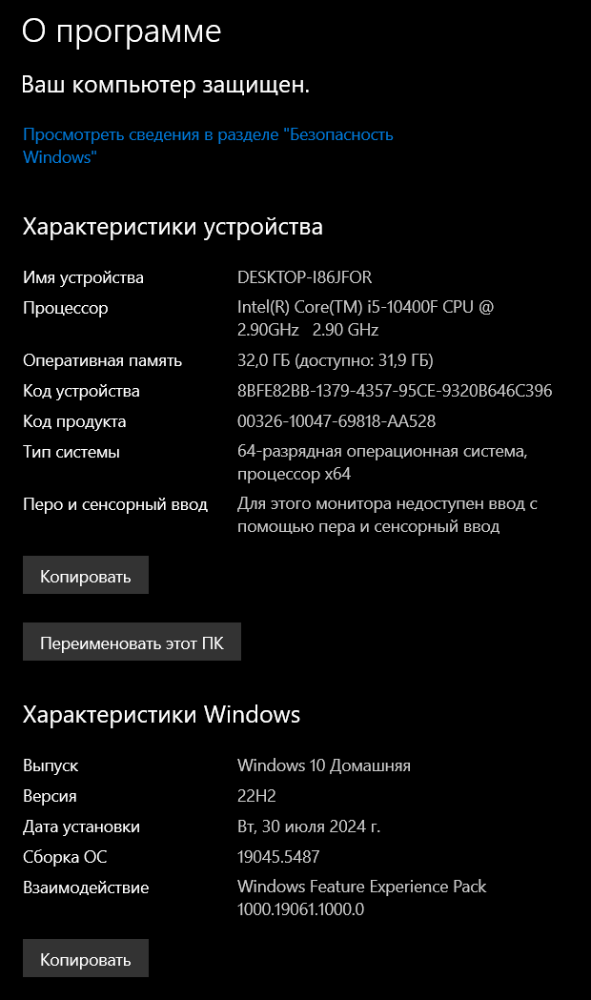 О программе
Ваш компьютер защищен.
Просмотреть сведения в разделе "Безопасность
Windows"
Характеристики устройства
Имя устройства DESKTOP-I86JFOR
Процессор Intel(R) Core(TM) i5-10400F CPU @
2.90GHz 2.90 GHz
Оперативная память 32,0 ГБ (доступно: 31,9 ГБ)
Код устройства 8BFE82BB-1379-4357-95CE-9320B646C396
Код продукта 00326-10047-69818-AA528
Тип системы 64-разрядная операционная система,
процессор x64
Перо и сенсорный ввод Для этого монитора недоступен ввод с
помощью пера и сенсорный ввод
Копировать
Переименовать этот ПК
Характеристики Windows
Выпуск Windows 10 Домашняя
Версия 22H2
Дата установки Вт, 30 июля 2024 г.
Сборка ОС 19045.5487
Взаимодействие Windows Feature Experience Pack
1000.19061.1000.0
Копировать